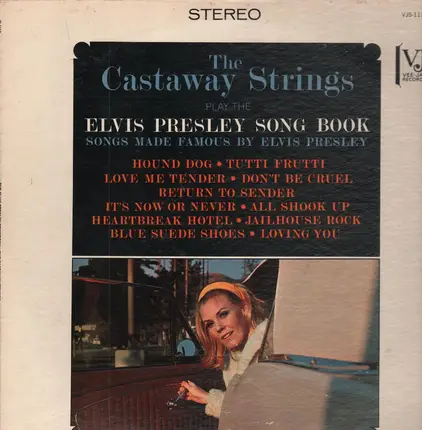 STEREO
VJS-11
The
Castaway Strings
PLAY THE
ELVIS PRESLEY SONG BOOK
SONGS MADE FAMOUS BY ELVIS PRESLEY
HOUND DOG • TUTTI FRUTTI
LOVE ME TENDER • DON'T BE CRUEL
RETURN TO SENDER
IT'S NOW OR NEVER • ALL SHOOK UP
HEARTBREAK HOTEL • JAILHOUSE ROCK
BLUE SUEDE SHOES • LOVING YOU
VJ
VEE-JAY
RECORDS